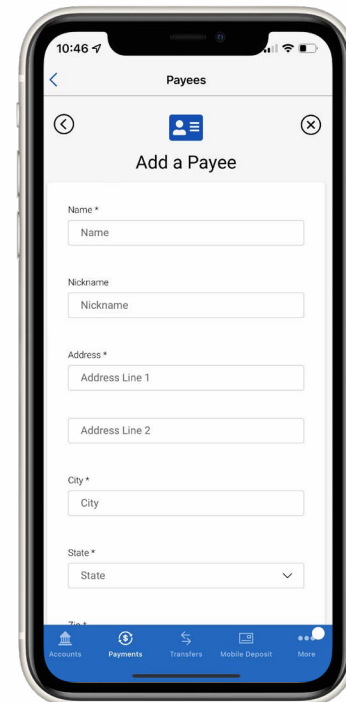 10:46
Payees
Add a Payee
Name *
Name
Nickname
Nickname
Address *
Address Line 1
Address Line 2
City *
City
State *
State
Zip *
Accounts Payments Transfers Mobile Deposit More